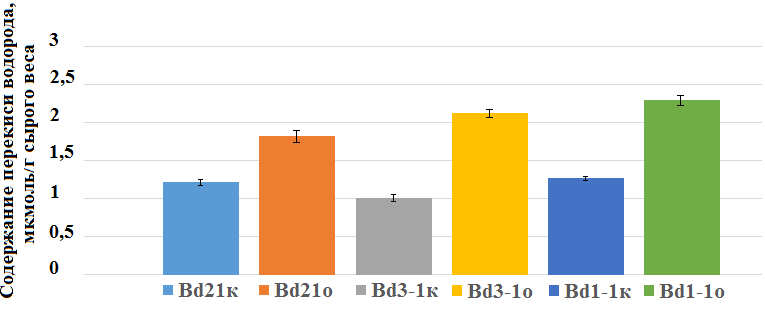 Содержание перекиси водорода,
мкмоль/г сырого веса
3
2,5
2
1,5
1
0,5
0
Bd21к Bd21о Bd3-1к Bd3-1о Bd1-1к Bd1-1о